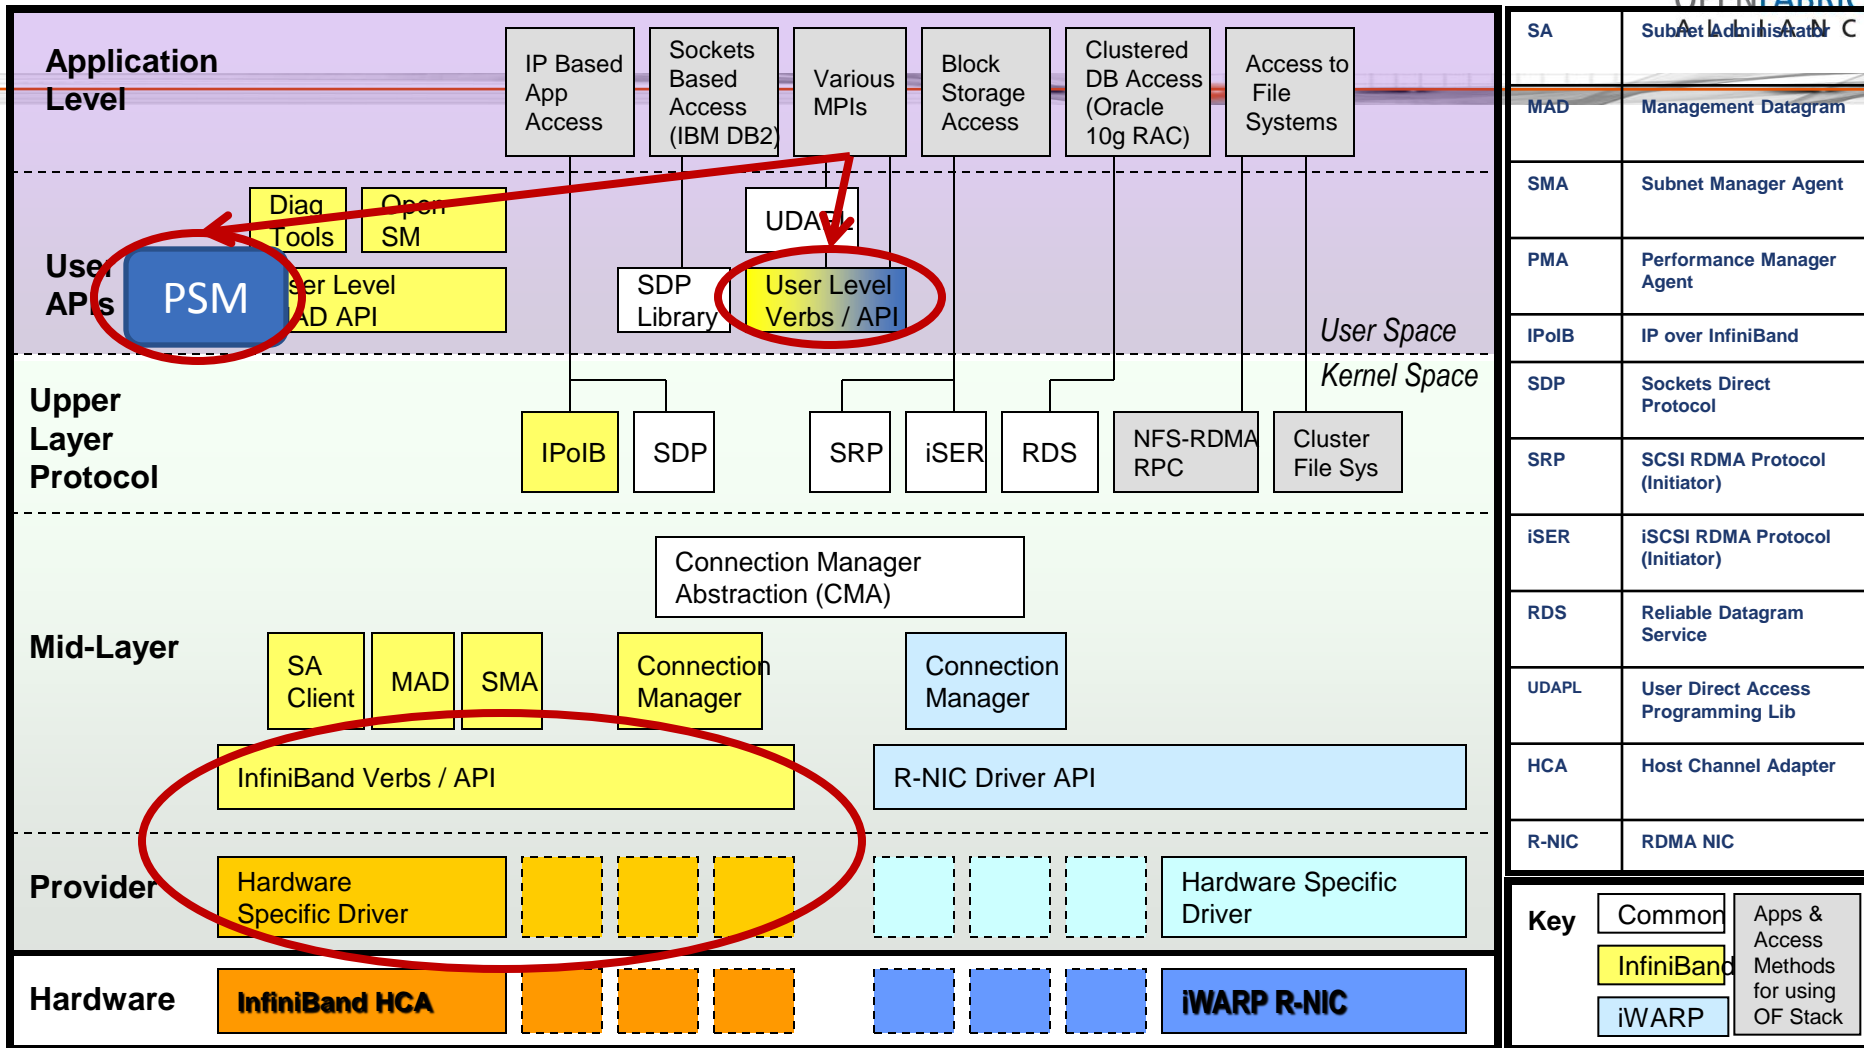 OPENFABRIC
ALLIANC
Application
Level
IP Based
App
Access
Sockets
Based
Access
(IBM DB2)
Various
MPIs
Block
Storage
Access
Clustered
DB Access
(Oracle
10g RAC)
Access to
File
Systems
User
APIs
Diag
Tools
Open
SM
PSM
User Level
MAD API
UDAPL
SDP
Library
User Level
Verbs / API
User Space
Kernel Space
Upper
Layer
Protocol
IPoIB
SDP
SRP
iSER
RDS
NFS-RDMA
RPC
Cluster
File Sys
Mid-Layer
Connection Manager
Abstraction (CMA)
SA
Client
MAD
SMA
Connection
Manager
Connection
Manager
InfiniBand Verbs / API
R-NIC Driver API
Provider
Hardware
Specific Driver
Hardware Specific
Driver
Hardware
InfiniBand HCA
iWARP R-NIC
SA Subnet Administrator
MAD Management Datagram
SMA Subnet Manager Agent
PMA Performance Manager
Agent
IPoIB IP over InfiniBand
SDP Sockets Direct
Protocol
SRP SCSI RDMA Protocol
(Initiator)
iSER iSCSI RDMA Protocol
(Initiator)
RDS Reliable Datagram
Service
UDAPL User Direct Access
Programming Lib
HCA Host Channel Adapter
R-NIC RDMA NIC
Key
Common
InfiniBand
iWARP
Apps &
Access
Methods
for using
OF Stack